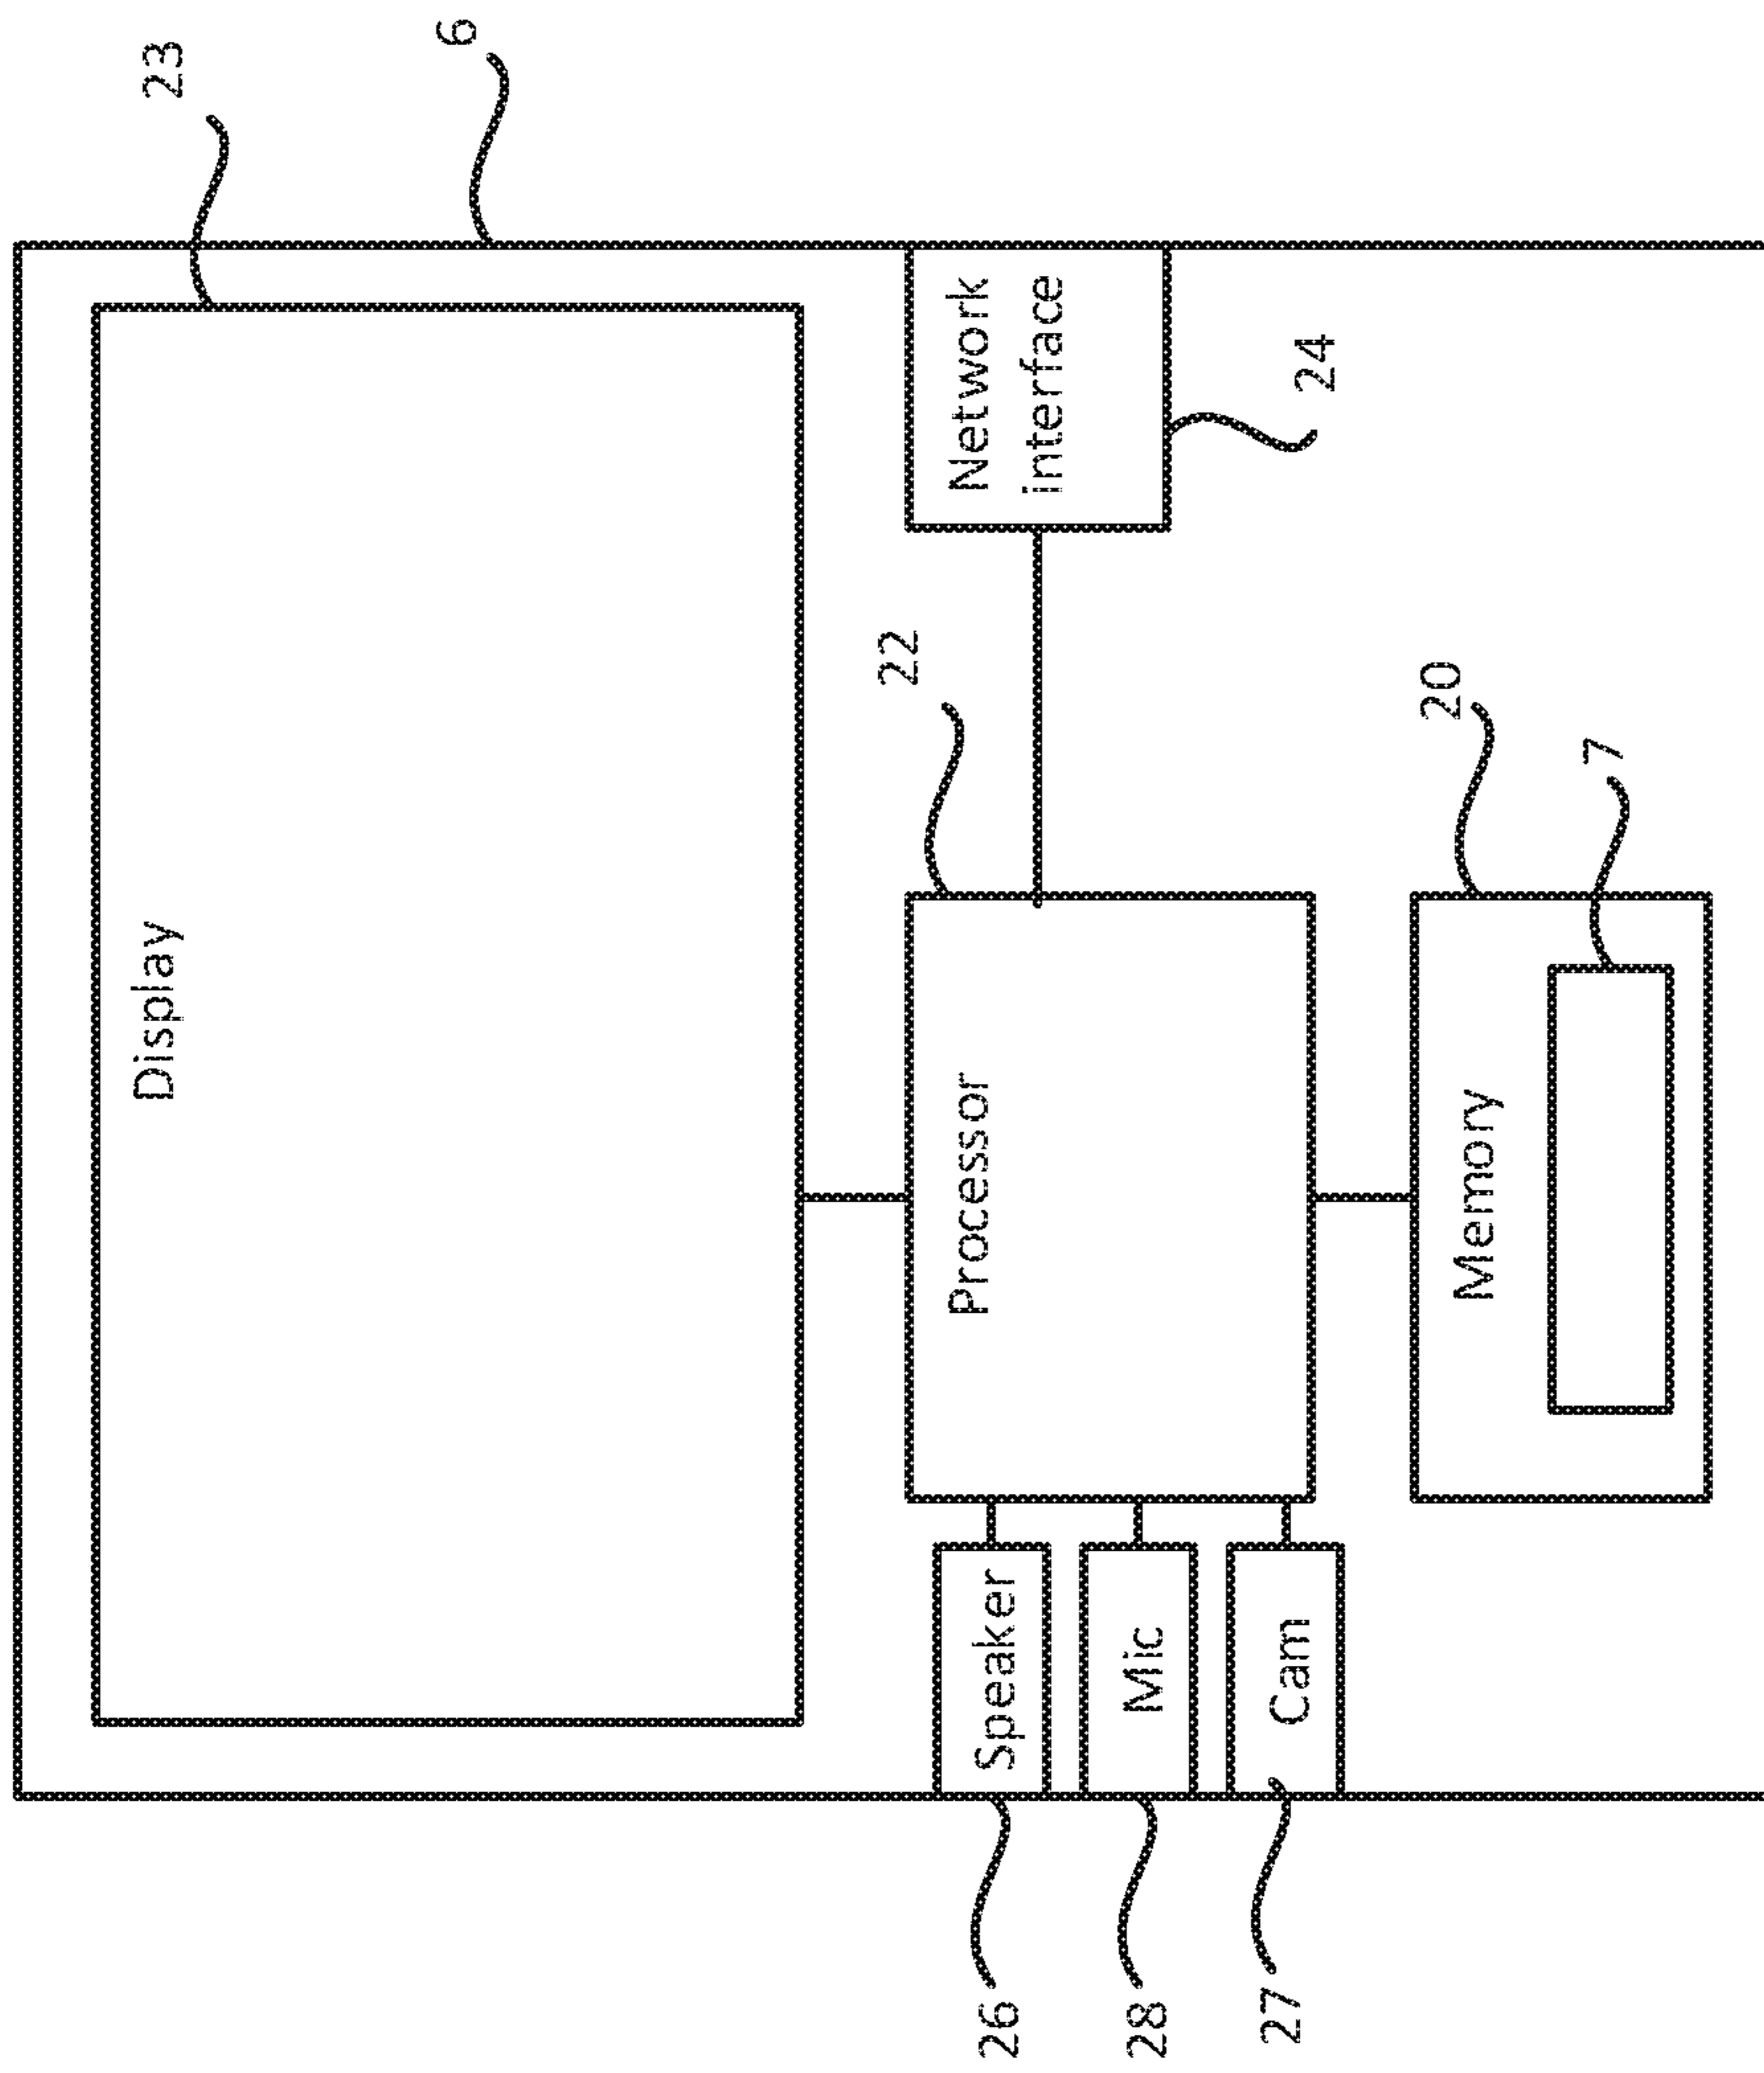 23
6
Display
Network
interface
24
22
Processor
20
7
Memory
Speaker
Mic
Cam
26
28
27